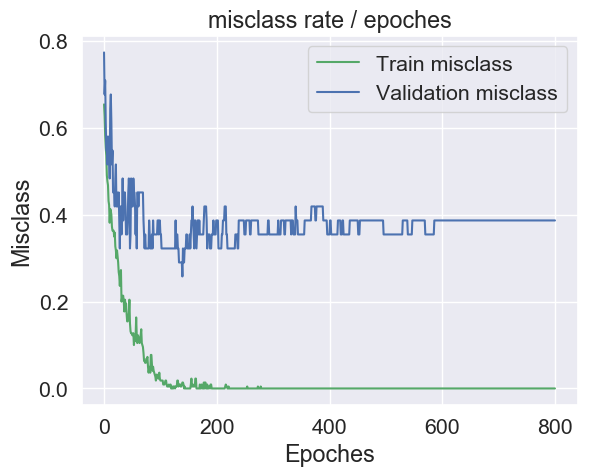 misclass rate / epoches
Train misclass
Validation misclass
Misclass
0.8
0.6
0.4
0.2
0.0
0
200
400
600
800
Epoches